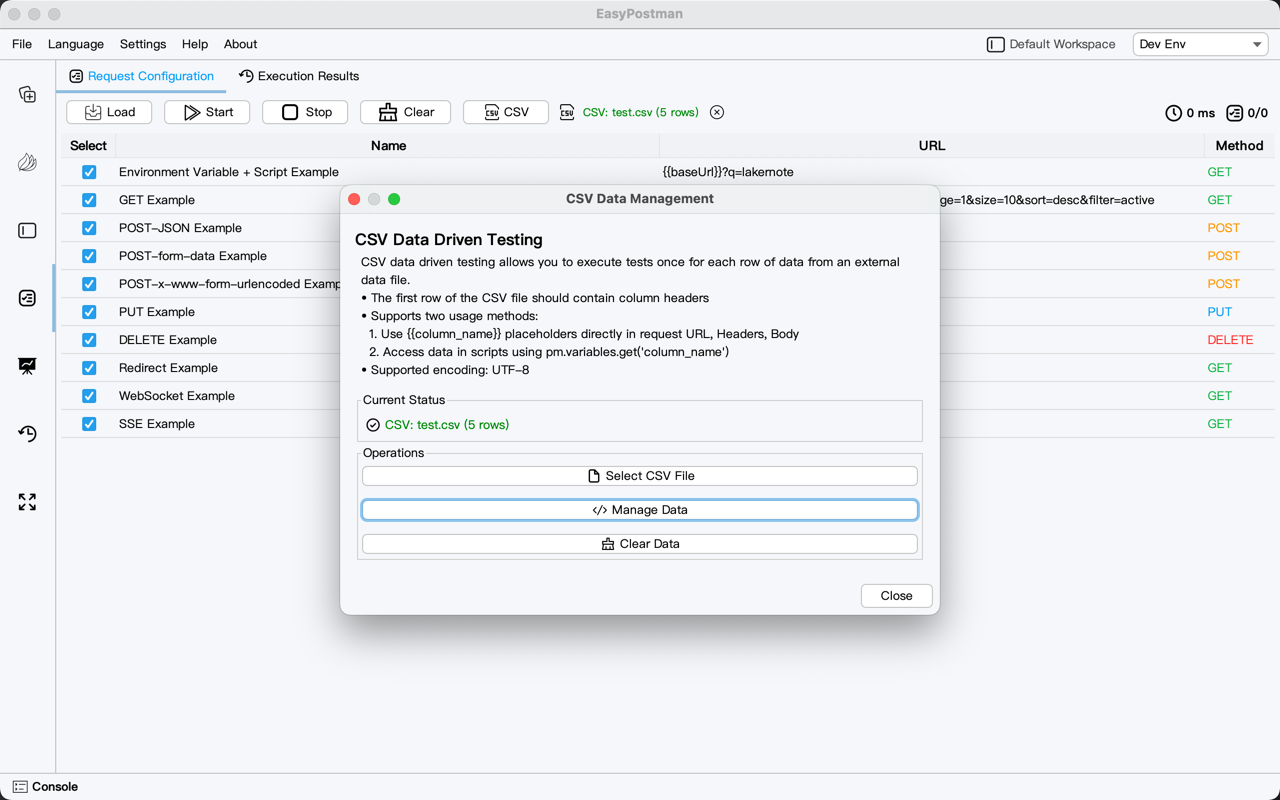 EasyPostman
File Language Settings Help About Default Workspace Dev Env
Request Configuration Execution Results
Load Start Stop Clear CSV CSV: test.csv (5 rows) 0 ms 0/0
Select Name URL Method
Environment Variable + Script Example {{baseUrl}}?q=lakernote GET
GET Example ge=1&size=10&sort=desc&filter=active GET
POST-JSON Example POST
POST-form-data Example POST
POST-x-www-form-urlencoded Examp POST
PUT Example PUT
DELETE Example DELETE
Redirect Example GET
WebSocket Example GET
SSE Example GET
CSV Data Management
CSV Data Driven Testing
CSV data driven testing allows you to execute tests once for each row of data from an external
data file.
• The first row of the CSV file should contain column headers
• Supports two usage methods:
1. Use {{column_name}} placeholders directly in request URL, Headers, Body
2. Access data in scripts using pm.variables.get('column_name')
• Supported encoding: UTF-8
Current Status
CSV: test.csv (5 rows)
Operations
Select CSV File
</> Manage Data
Clear Data
Close
Console